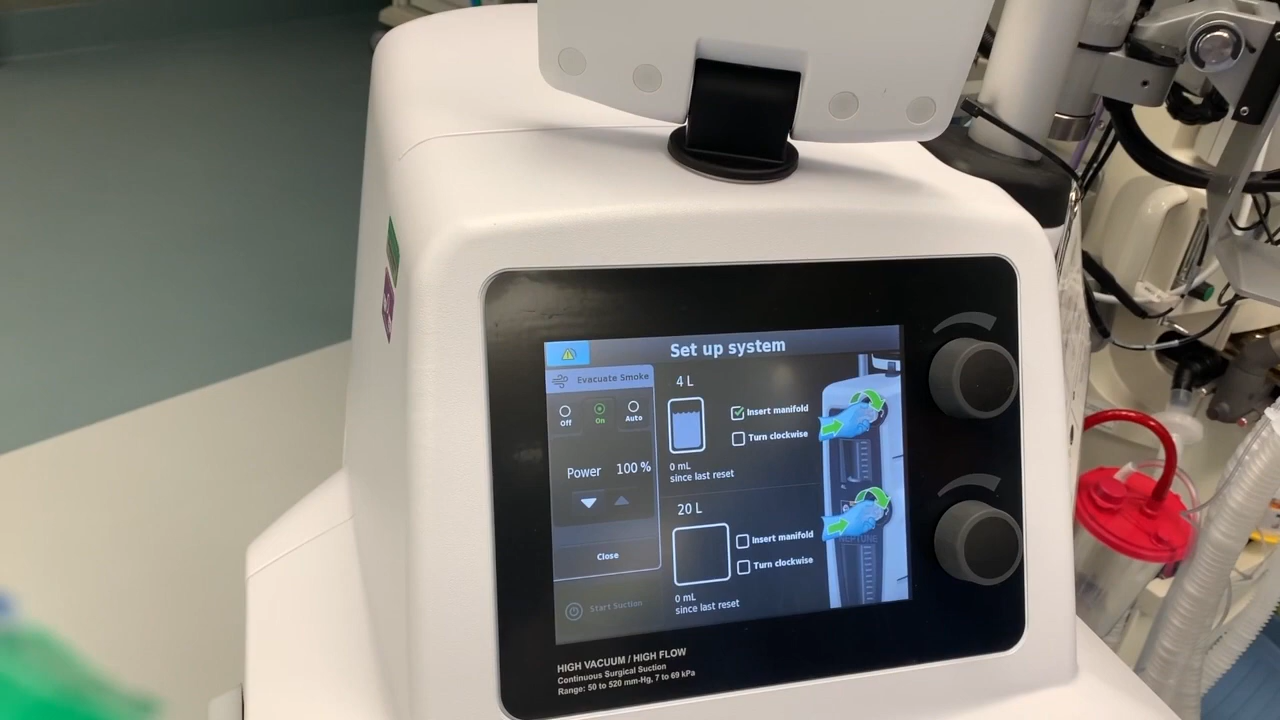 Set up system
Evacuate Smoke
Off
On
Auto
Power 100 %
Close
Start Suction
4 L
Insert manifold
Turn clockwise
0 mL
since last reset
20 L
Insert manifold
Turn clockwise
0 mL
since last reset
NEPTUNE
HIGH VACUUM / HIGH FLOW
Continuous Surgical Suction
Range: 50 to 520 mm-Hg, 7 to 69 kPa